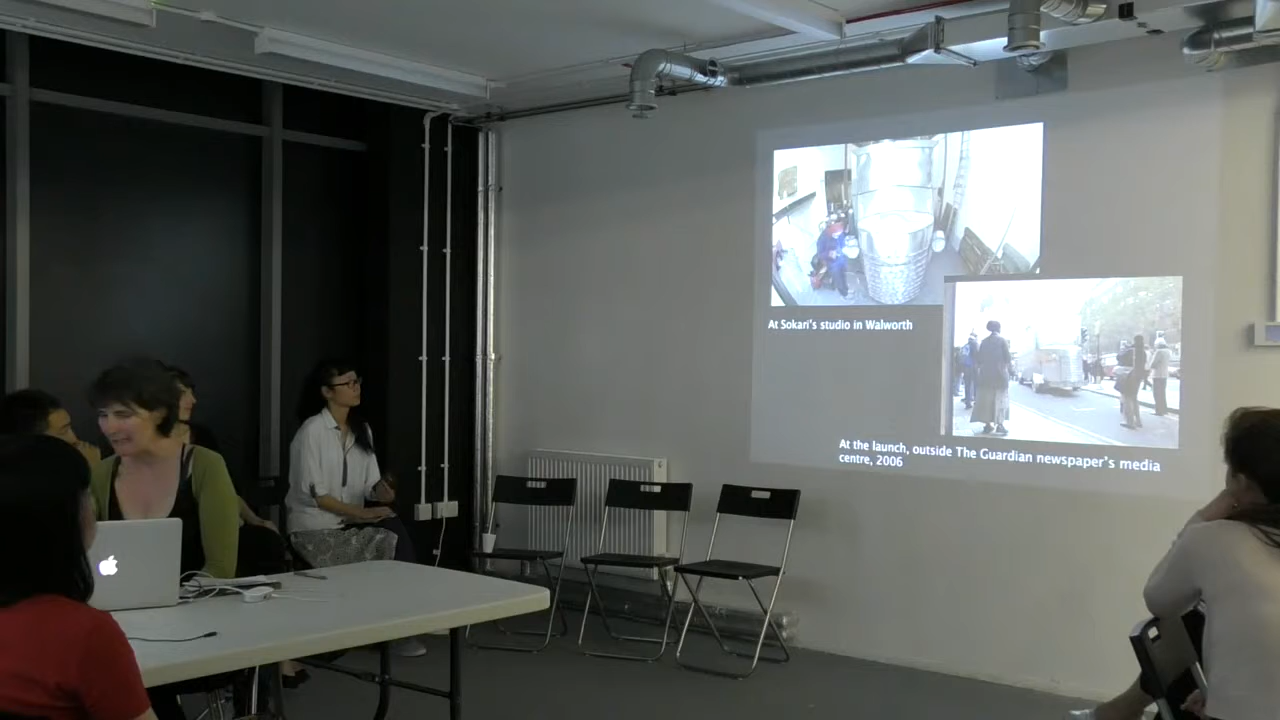 At Sokari's studio in Walworth
At the launch, outside The Guardian newspaper's media
centre, 2006